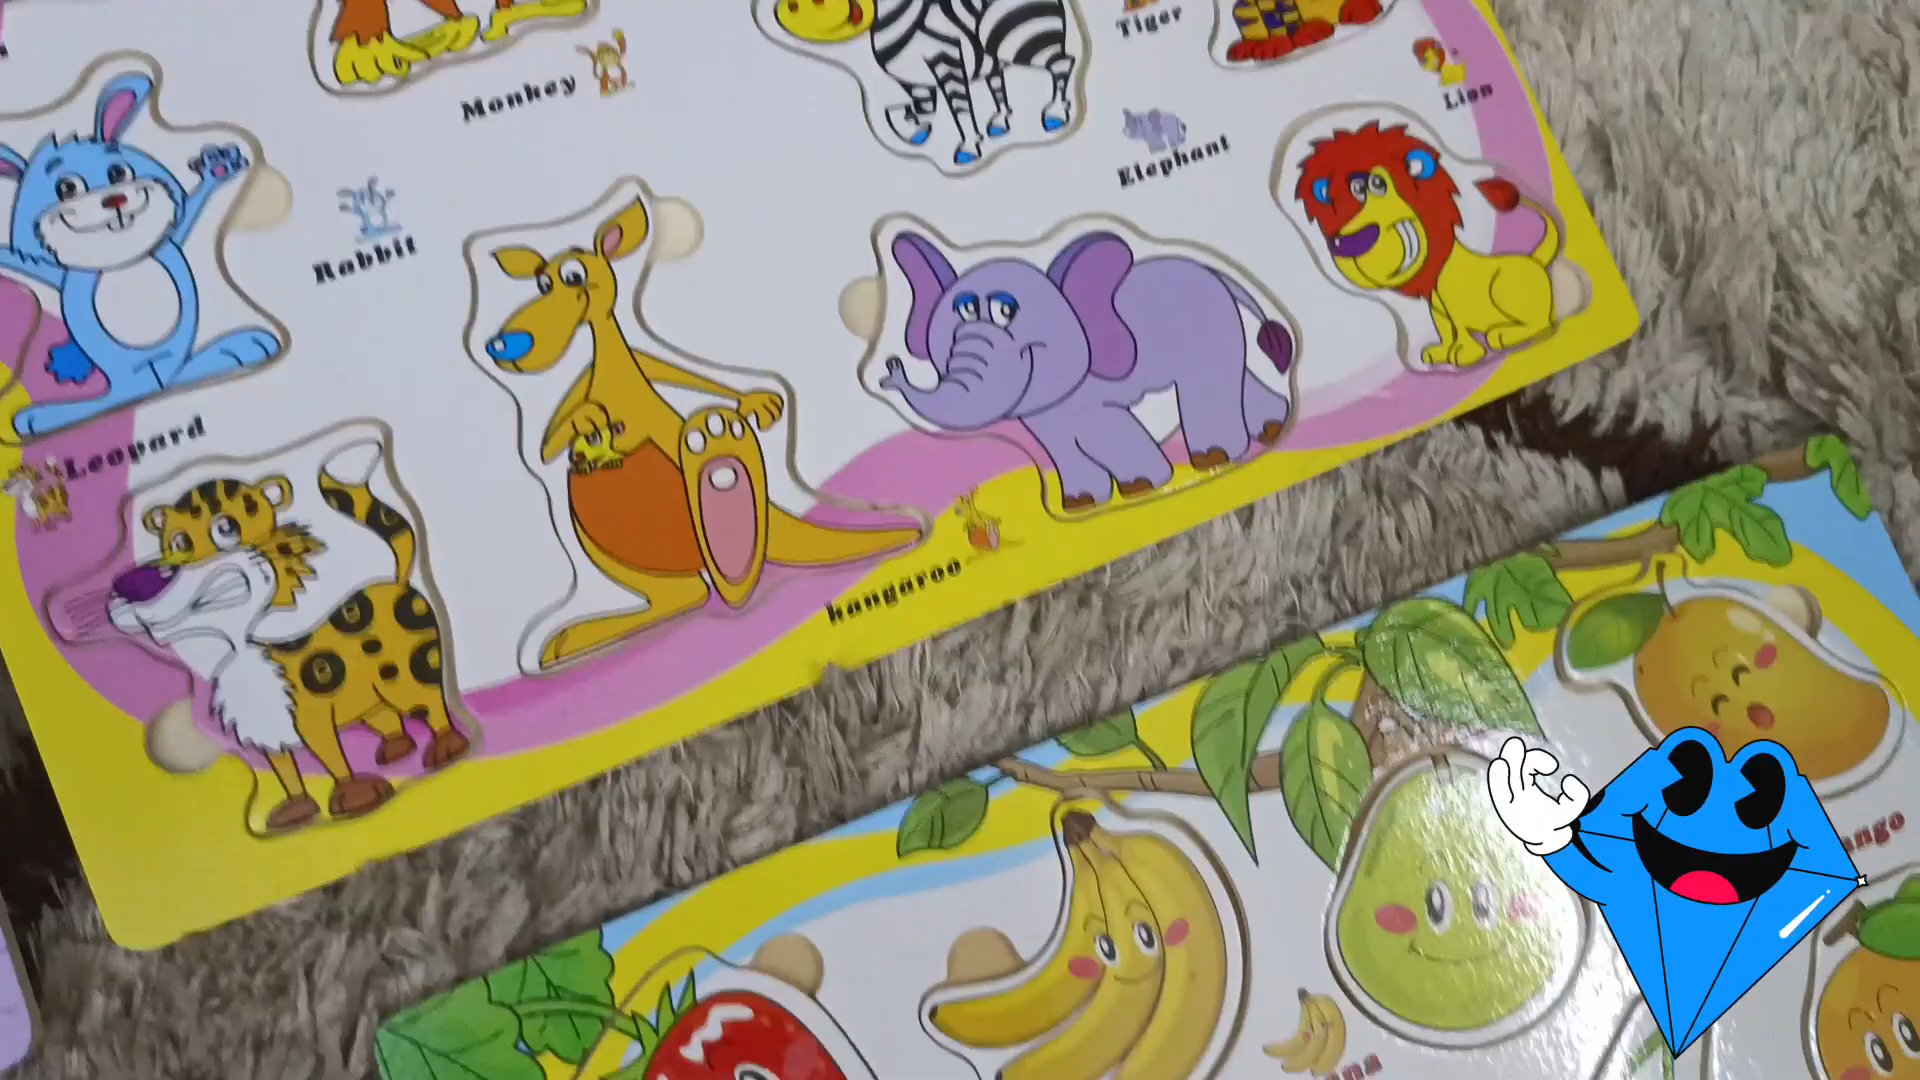 Tiger
Monkey
Lion
Elephant
Rabbit
Leopard
kangaroo